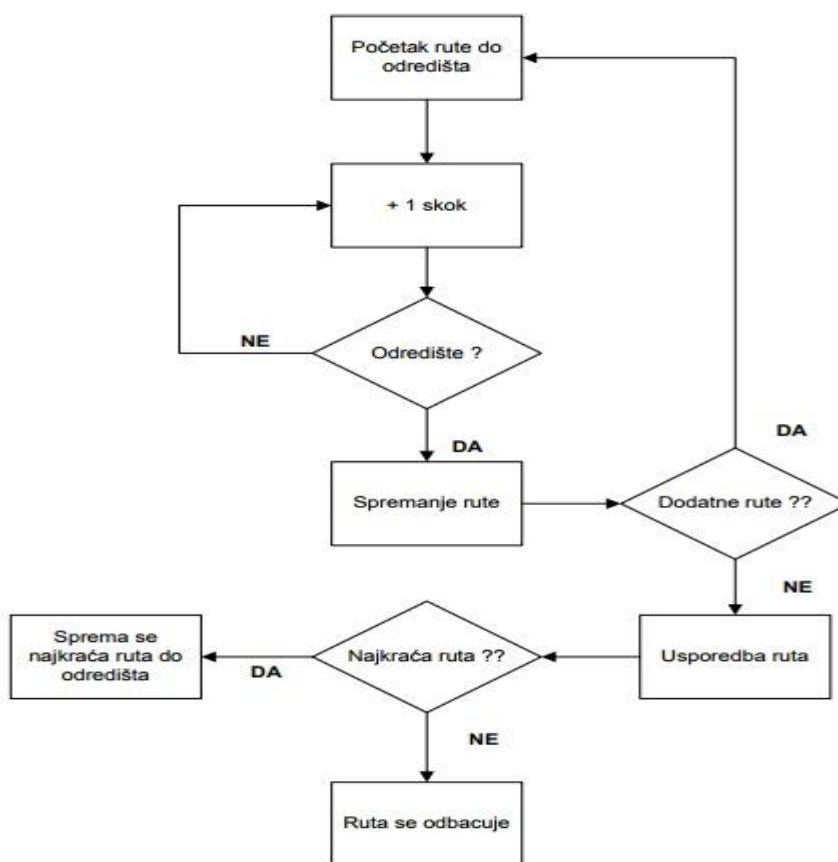 Početak rute do
odredišta
+ 1 skok
NE
Odredište ?
DA
DA
Spremanje rute
Dodatne rute ??
NE
Sprema se
najkraća ruta do
odredišta
Najkraća ruta ??
Usporedba ruta
DA
NE
Ruta se odbacuje